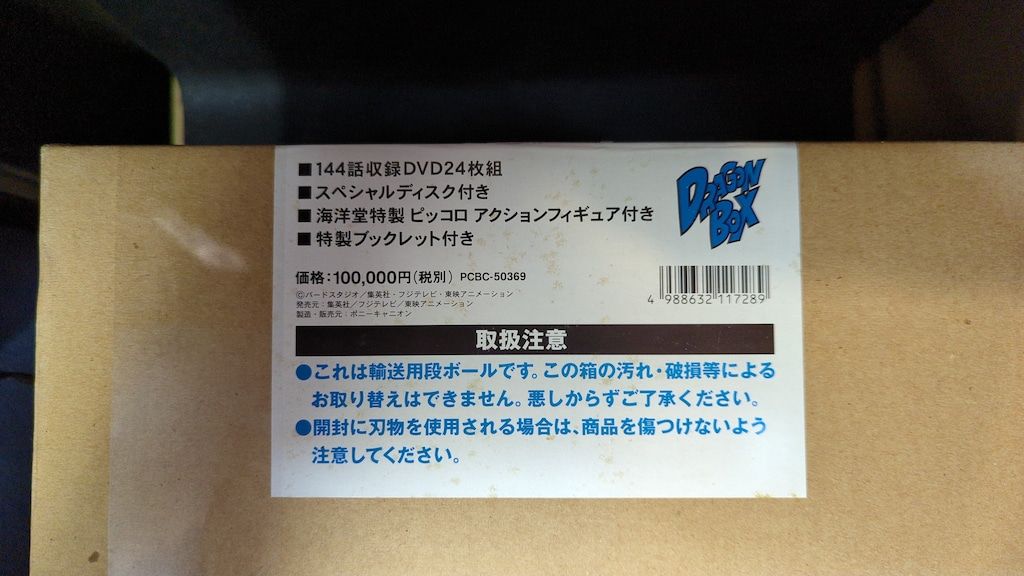 ■144話収録DVD24枚組
■スペシャルディスク付き
■海洋堂特製 ピッコロ アクションフィギュア付き
■特製ブックレット付き
DRAGON
BOX
価格：100,000円（税別） PCBC-50369
©バードスタジオ／集英社・フジテレビ・東映アニメーション
発売元：集英社／フジテレビ／東映アニメーション
製造・販売元：ポニーキャニオン
4 988632 117289
取扱注意
●これは輸送用段ボールです。この箱の汚れ・破損等による
お取り替えはできません。悪しからずご了承ください。
●開封に刃物を使用される場合は、商品を傷つけないよう
注意してください。